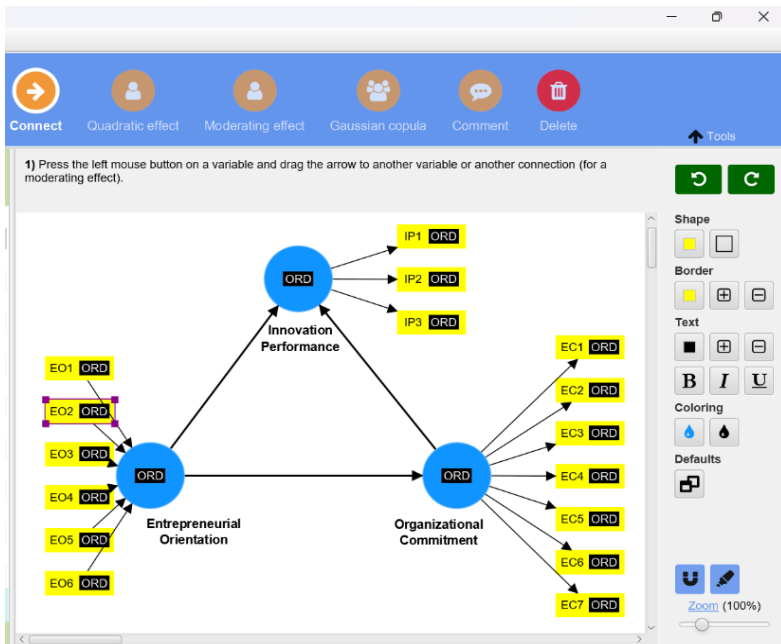 Connect
Quadratic effect
Moderating effect
Gaussian copula
Comment
Delete
Tools
1) Press the left mouse button on a variable and drag the arrow to another variable or another connection (for a
moderating effect).
Shape
Border
Text
B I U
Coloring
Defaults
Zoom (100%)
IP1 ORD
ORD
IP2 ORD
IP3 ORD
Innovation
Performance
EO1 ORD
EO2 ORD
EO3 ORD
EO4 ORD
EO5 ORD
EO6 ORD
ORD
Entrepreneurial
Orientation
ORD
Organizational
Commitment
EC1 ORD
EC2 ORD
EC3 ORD
EC4 ORD
EC5 ORD
EC6 ORD
EC7 ORD